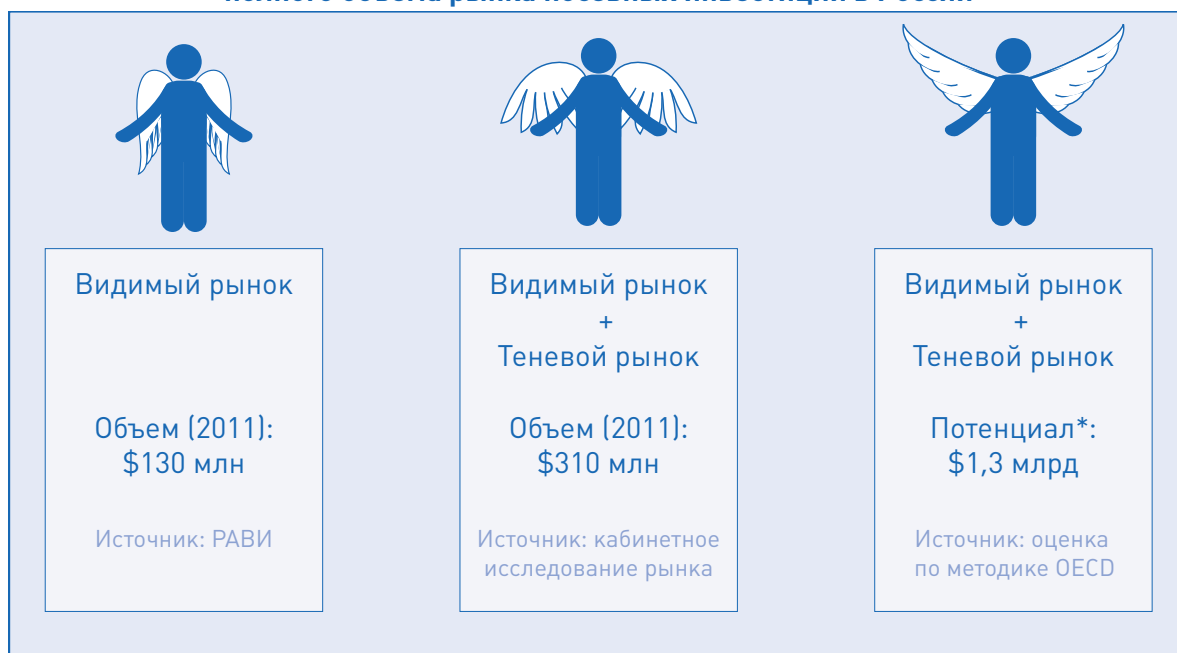 Видимый рынок
Объем (2011):
$130 млн
Источник: РАВИ
Видимый рынок
+
Теневой рынок
Объем (2011):
$310 млн
Источник: кабинетное
исследование рынка
Видимый рынок
+
Теневой рынок
Потенциал*:
$1,3 млрд
Источник: оценка
по методике OECD